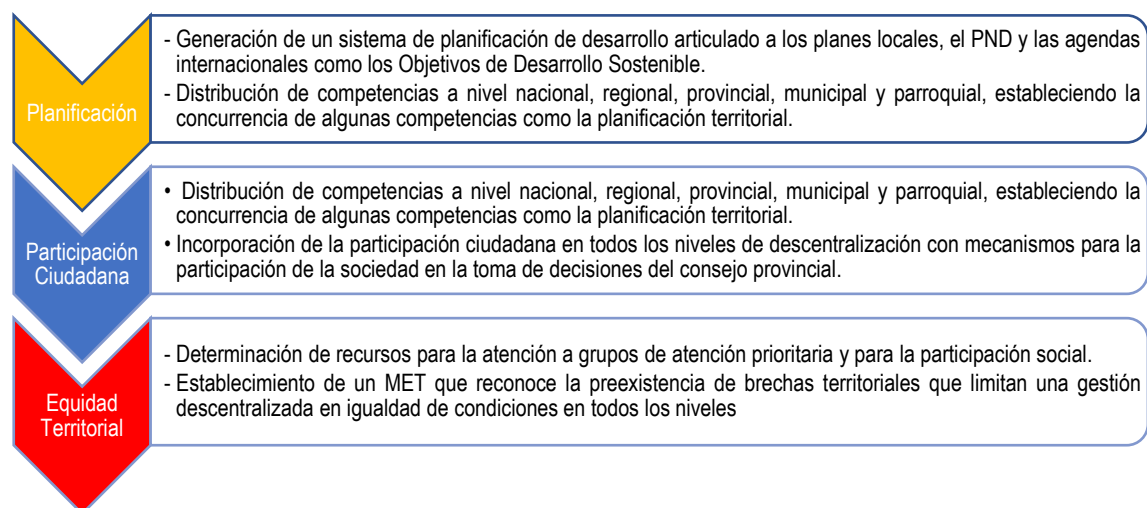 Planificación
- Generación de un sistema de planificación de desarrollo articulado a los planes locales, el PND y las agendas
internacionales como los Objetivos de Desarrollo Sostenible.
- Distribución de competencias a nivel nacional, regional, provincial, municipal y parroquial, estableciendo la
concurrencia de algunas competencias como la planificación territorial.
Participación
Ciudadana
• Distribución de competencias a nivel nacional, regional, provincial, municipal y parroquial, estableciendo la
concurrencia de algunas competencias como la planificación territorial.
• Incorporación de la participación ciudadana en todos los niveles de descentralización con mecanismos para la
participación de la sociedad en la toma de decisiones del consejo provincial.
Equidad
Territorial
- Determinación de recursos para la atención a grupos de atención prioritaria y para la participación social.
- Establecimiento de un MET que reconoce la preexistencia de brechas territoriales que limitan una gestión
descentralizada en igualdad de condiciones en todos los niveles